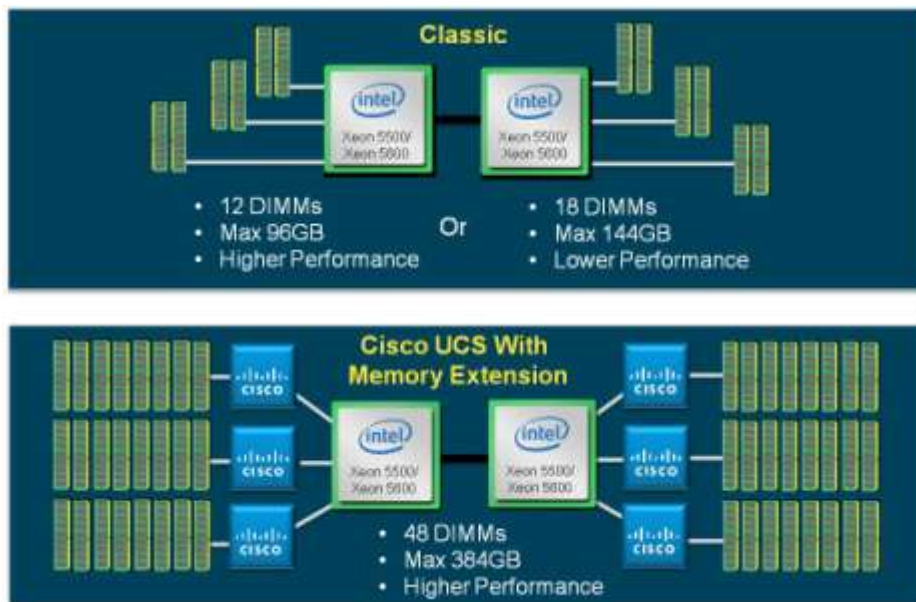 Classic
intel
Xeon 5500/
Xeon 5600
intel
Xeon 5500/
Xeon 5600
• 12 DIMMs
• Max 96GB
• Higher Performance
Or
• 18 DIMMs
• Max 144GB
• Lower Performance
Cisco UCS With
Memory Extension
CISCO
CISCO
CISCO
intel
Xeon 5500/
Xeon 5600
intel
Xeon 5500/
Xeon 5600
CISCO
CISCO
CISCO
• 48 DIMMs
• Max 384GB
• Higher Performance